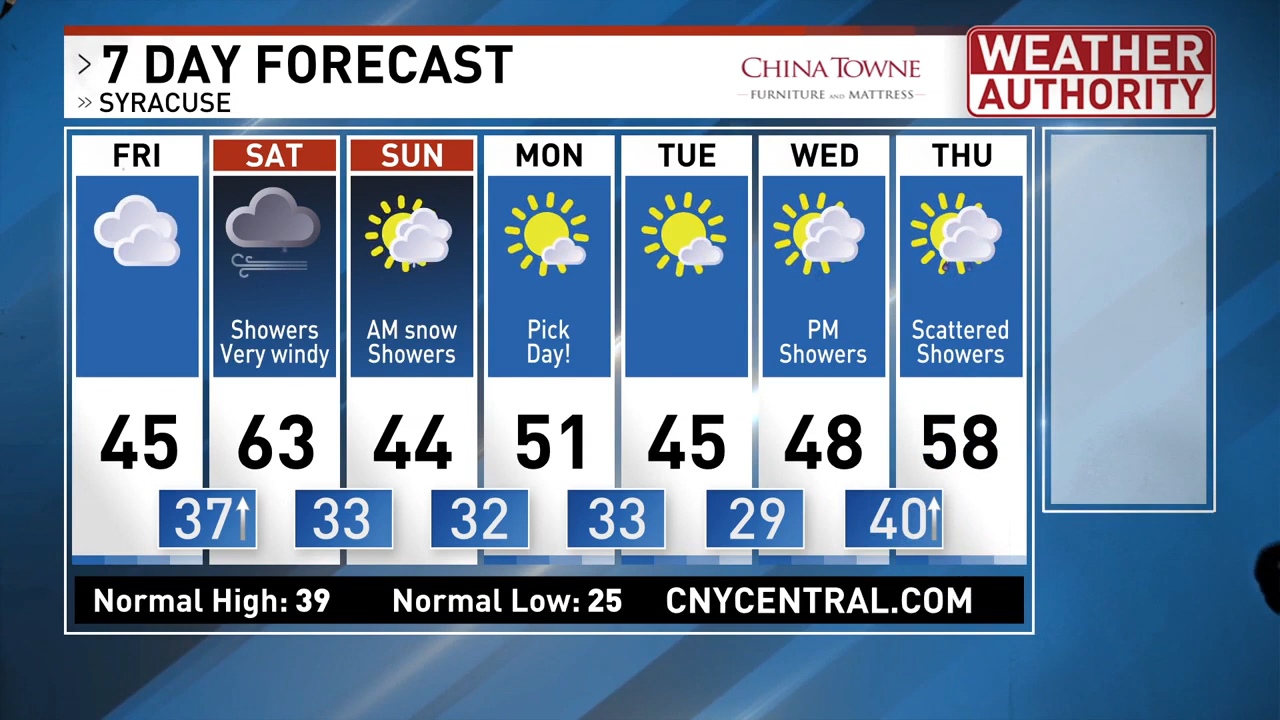 > 7 DAY FORECAST
>> SYRACUSE
CHINA TOWNE
FURNITURE AND MATTRESS
WEATHER
AUTHORITY
FRI
SAT
SUN
MON
TUE
WED
THU
Showers
Very windy
AM snow
Showers
Pick
Day!
PM
Showers
Scattered
Showers
45
63
44
51
45
48
58
37↑
33
32
33
29
40↑
Normal High: 39
Normal Low: 25
CNYCENTRAL.COM